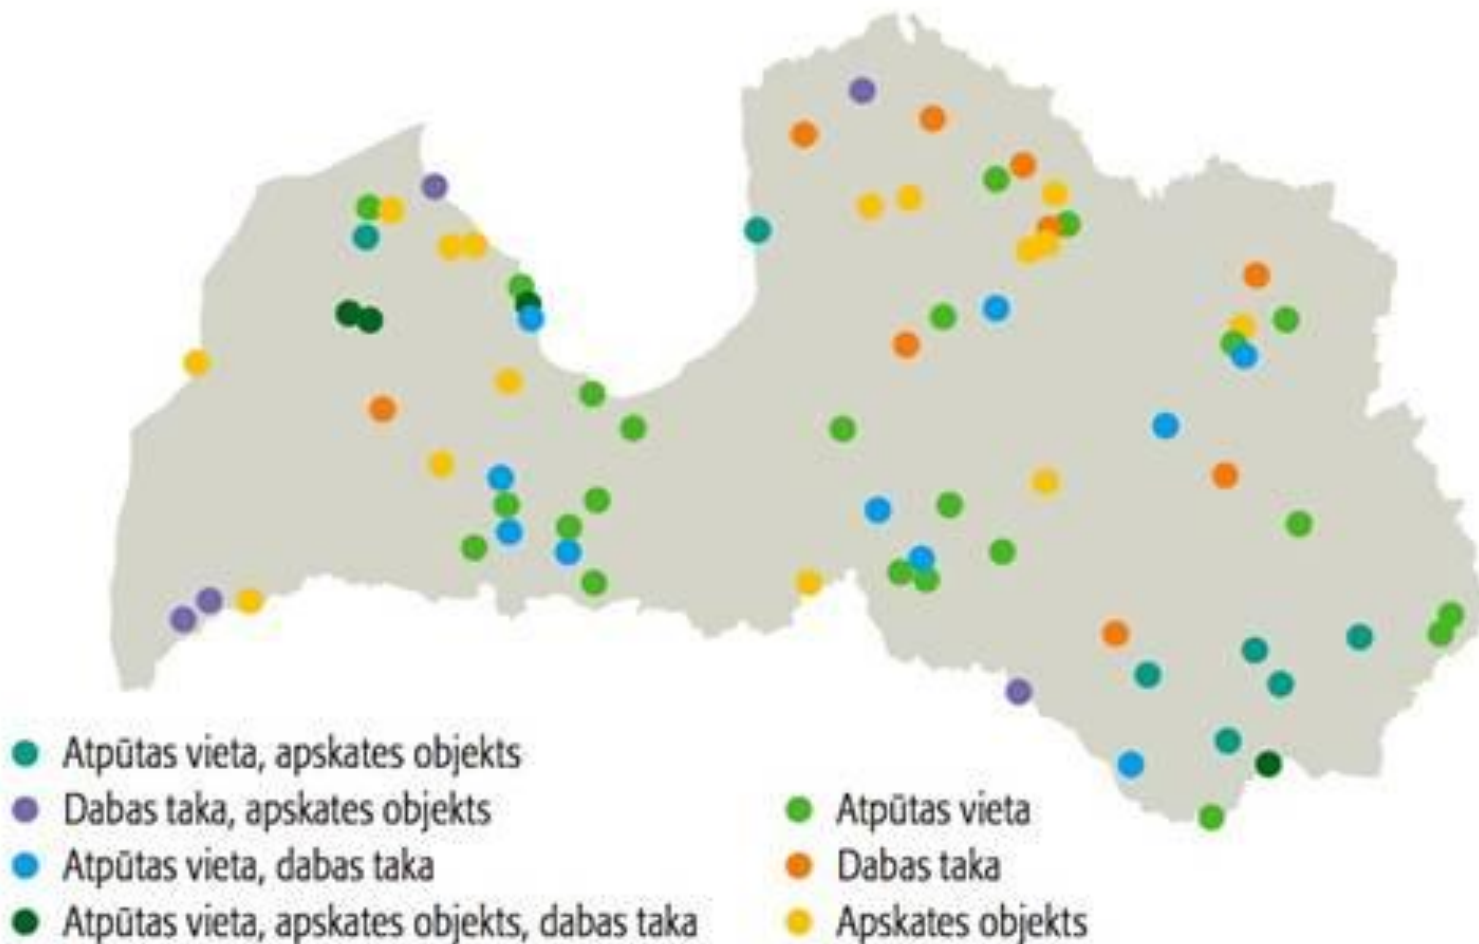 Atpūtas vieta, apskates objekts
Dabas taka, apskates objekts
Atpūtas vieta, dabas taka
Atpūtas vieta, apskates objekts, dabas taka
Atpūtas vieta
Dabas taka
Apskates objekts